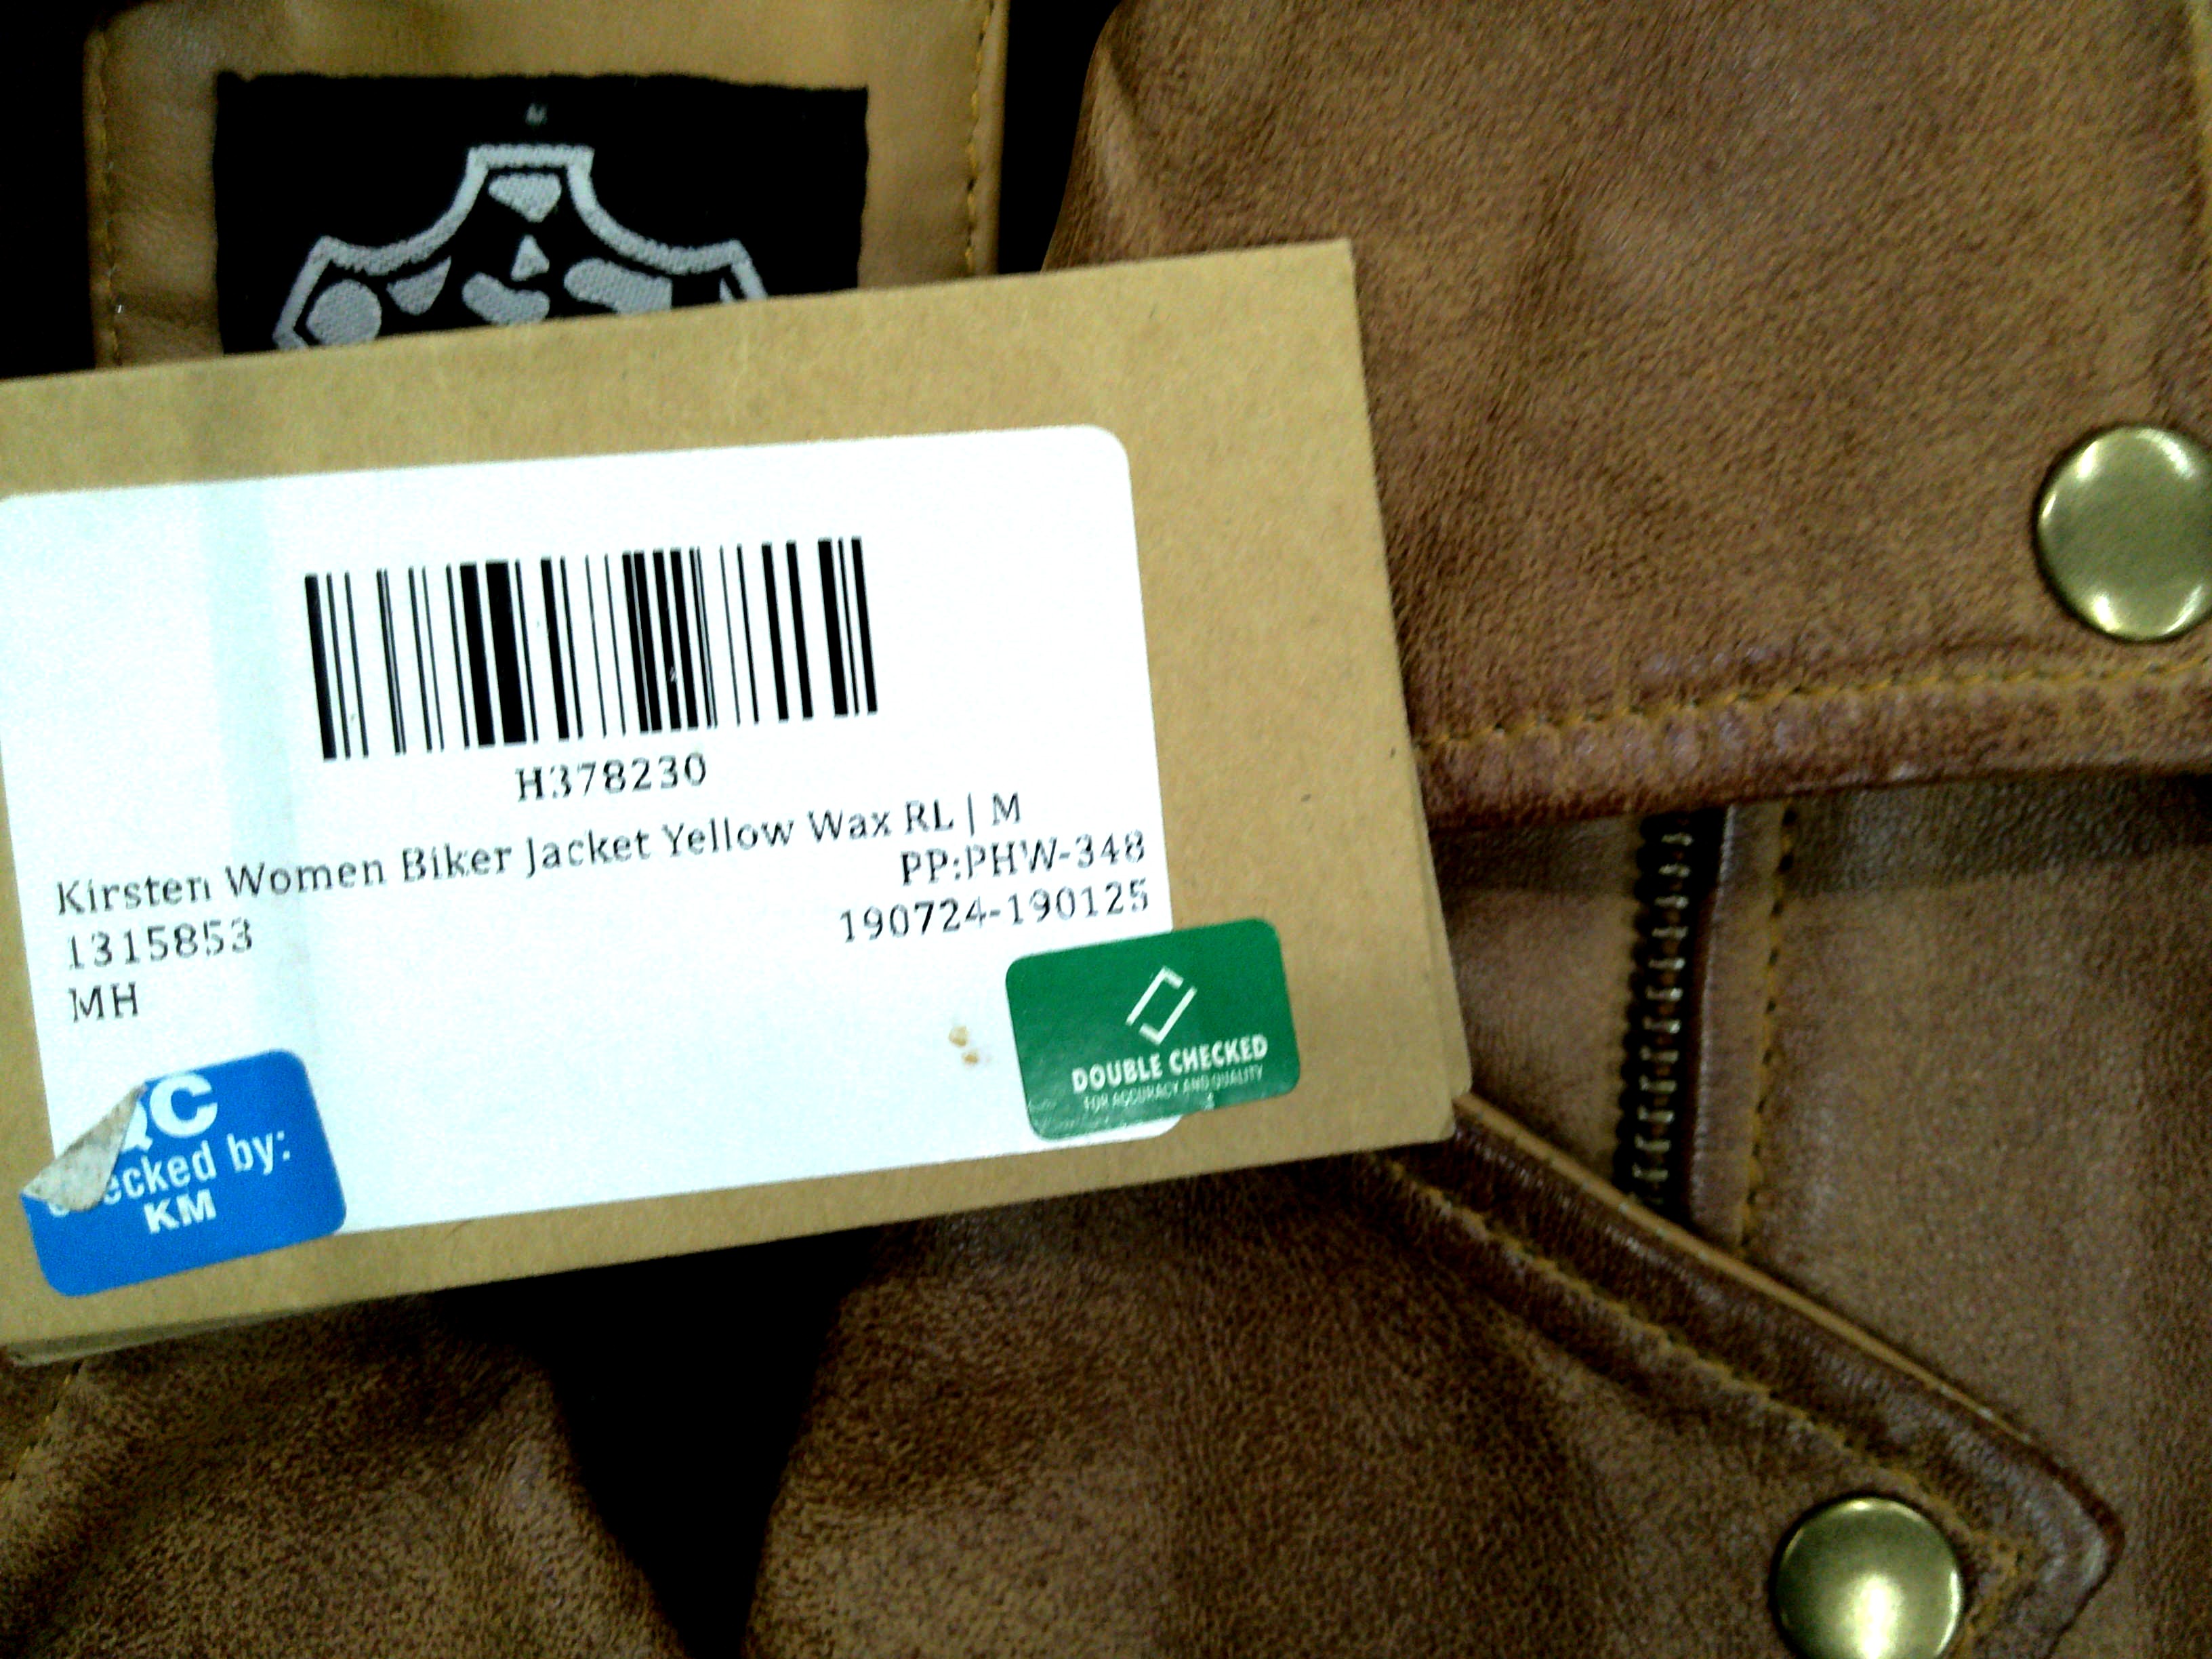 H378230
Kirsten Women Biker Jacket Yellow Wax RL | M
PP:PHW-348
1315853
190724-190125
MH
QC
ecked by:
KM
DOUBLE CHECKED
FOR ACCURACY AND QUALITY